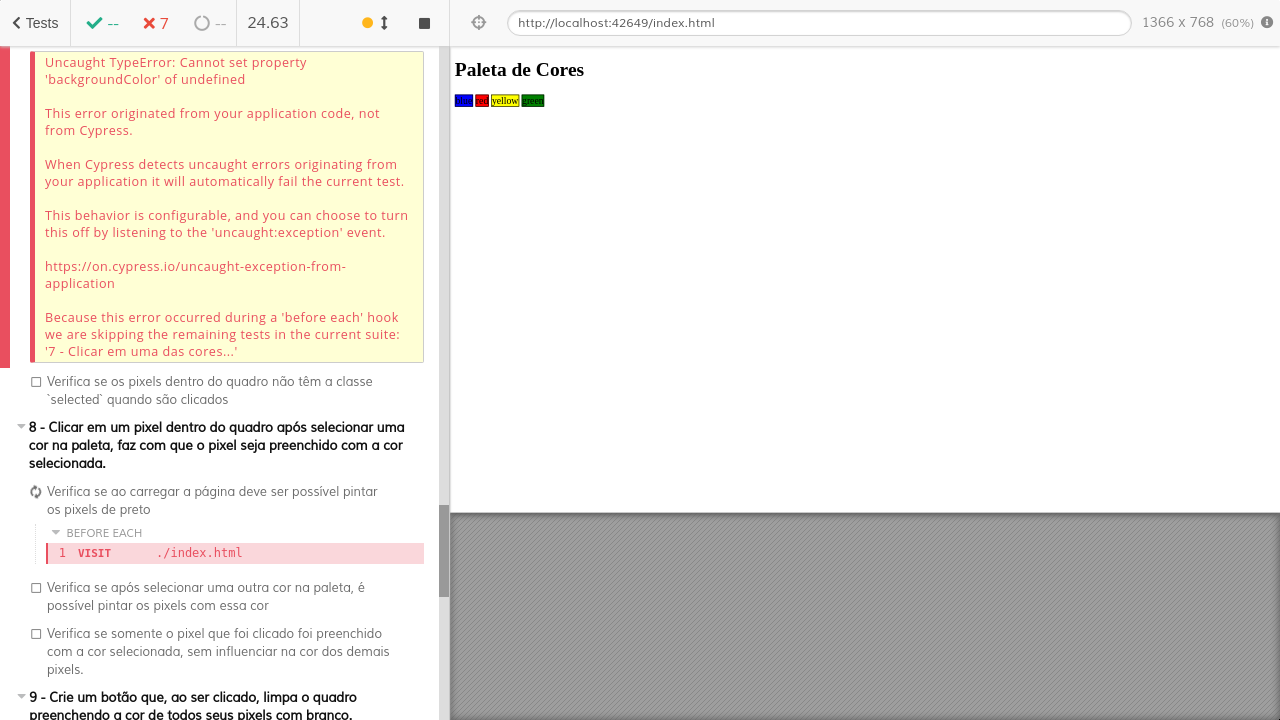 Tests
--
7
--
24.63
http://localhost:42649/index.html
1366 x 768 (60%)
Uncaught TypeError: Cannot set property
'backgroundColor' of undefined
This error originated from your application code, not
from Cypress.
When Cypress detects uncaught errors originating from
your application it will automatically fail the current test.
This behavior is configurable, and you can choose to turn
this off by listening to the 'uncaught:exception' event.
https://on.cypress.io/uncaught-exception-from-
application
Because this error occurred during a 'before each' hook
we are skipping the remaining tests in the current suite:
'7 - Clicar em uma das cores...'
Verifica se os pixels dentro do quadro não têm a classe
`selected` quando são clicados
8 - Clicar em um pixel dentro do quadro após selecionar uma
cor na paleta, faz com que o pixel seja preenchido com a cor
selecionada.
Verifica se ao carregar a página deve ser possível pintar
os pixels de preto
BEFORE EACH
1 VISIT ./index.html
Verifica se após selecionar uma outra cor na paleta, é
possível pintar os pixels com essa cor
Verifica se somente o pixel que foi clicado foi preenchido
com a cor selecionada, sem influenciar na cor dos demais
pixels.
9 - Crie um botão que, ao ser clicado, limpa o quadro
preenchendo a cor de todos seus pixels com branco.
Paleta de Cores
red yellow green